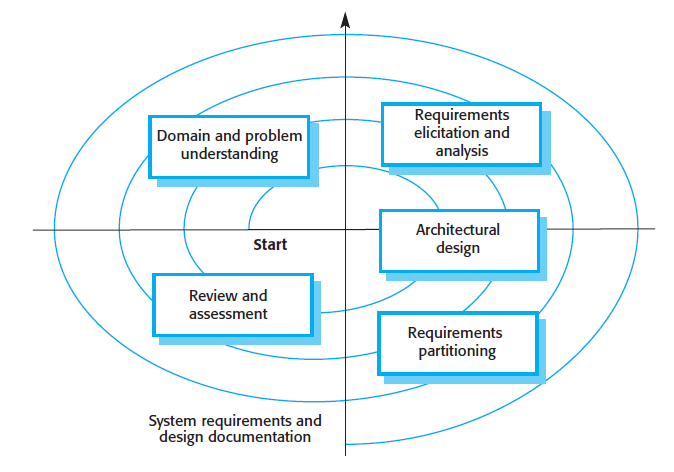 Requirements
elicitation and
analysis
Domain and problem
understanding
Architectural
design
Start
Review and
assessment
Requirements
partitioning
System requirements and
design documentation